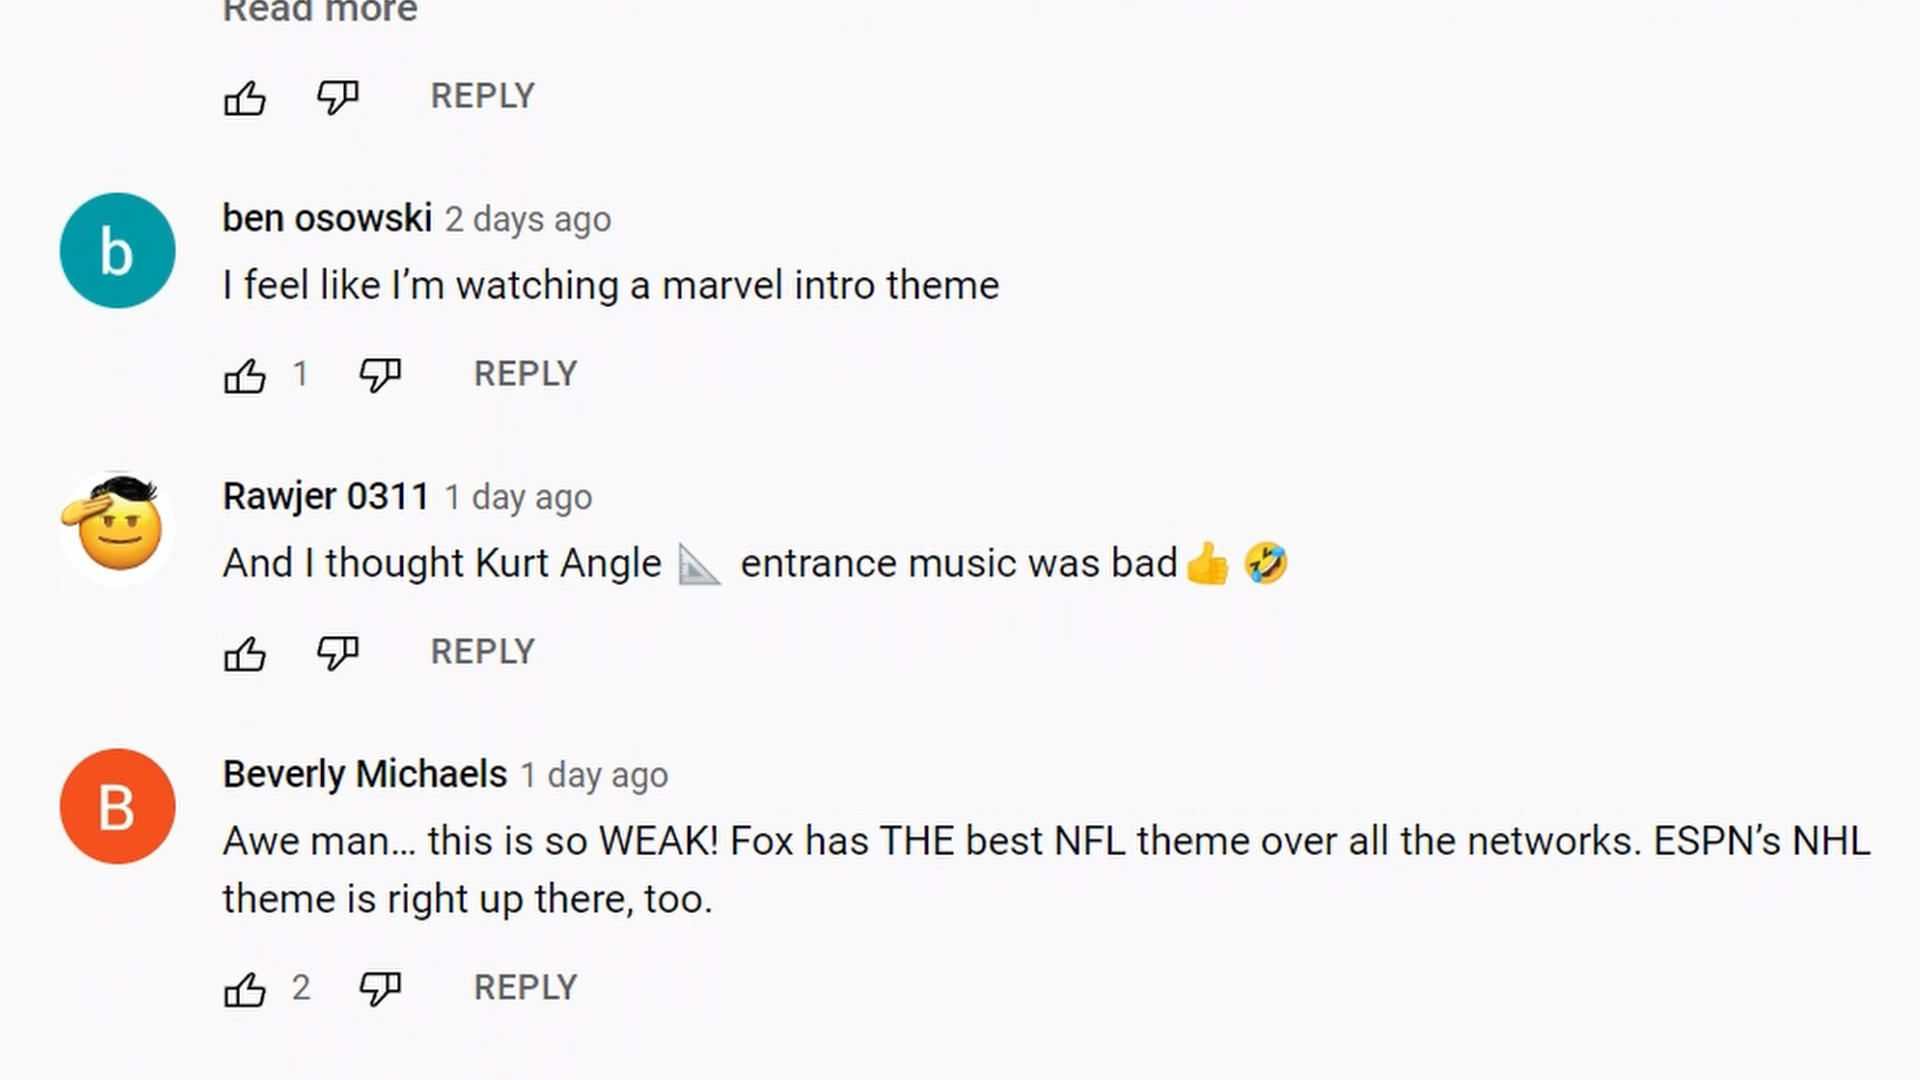 Read more
REPLY
b
ben osowski 2 days ago
I feel like I’m watching a marvel intro theme
1 REPLY
Rawjer 0311 1 day ago
And I thought Kurt Angle 📐 entrance music was bad👍🤣
REPLY
B
Beverly Michaels 1 day ago
Awe man... this is so WEAK! Fox has THE best NFL theme over all the networks. ESPN’s NHL
theme is right up there, too.
2 REPLY